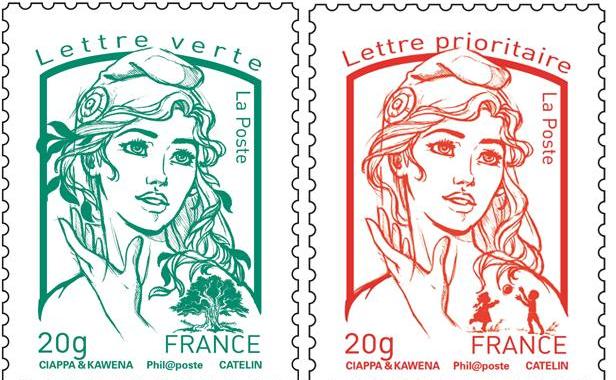 Lettre verte
La Poste
20g FRANCE
CIAPPA & KAWENA Phil@poste CATELIN
Lettre prioritaire
La Poste
20g FRANCE
CIAPPA & KAWENA Phil@poste CATELIN